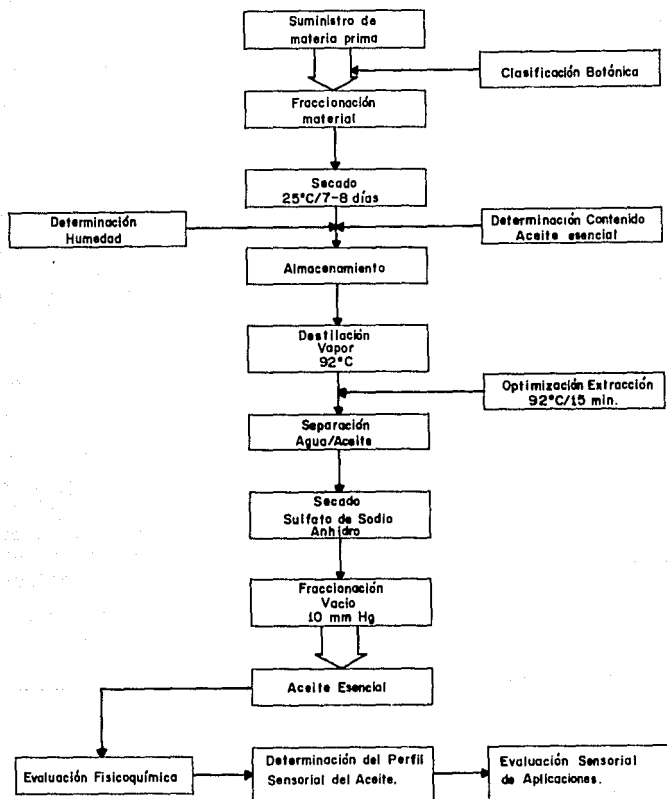 Suministro de
materia prima
Clasificación Botánica
Fraccionación
material
Secado
25°C/7-8 días
Determinación
Humedad
Determinación Contenido
Aceite esencial
Almacenamiento
Destilación
Vapor
92°C
Optimización Extracción
92°C/15 min.
Separación
Agua/Aceite
Secado
Sulfato de Sodio
Anhidro
Fraccionación
Vacio
10 mm Hg
Aceite Esencial
Evaluación Fisicoquímica
Determinación del Perfil
Sensorial del Aceite.
Evaluación Sensorial
de Aplicaciones.